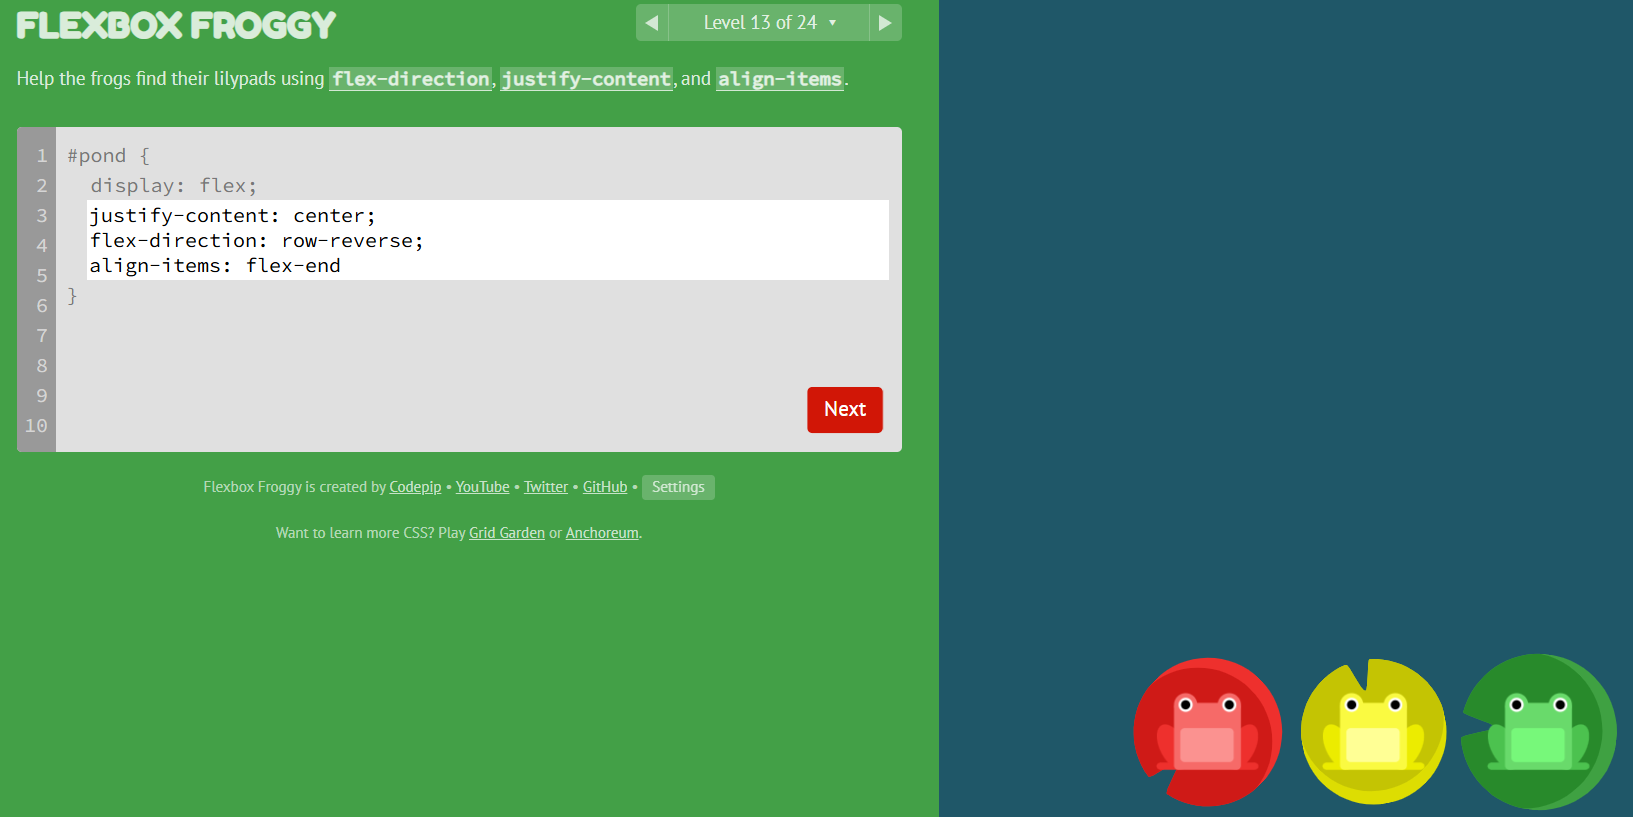 FLEXBOX FROGGY
◀ Level 13 of 24 ▼ ▶
Help the frogs find their lilypads using flex-direction, justify-content, and align-items.
1 #pond {
2 display: flex;
3 justify-content: center;
4 flex-direction: row-reverse;
5 align-items: flex-end
6 }
7
8
9
10
Next
Flexbox Froggy is created by Codepip • YouTube • Twitter • GitHub • Settings
Want to learn more CSS? Play Grid Garden or Anchoreum.